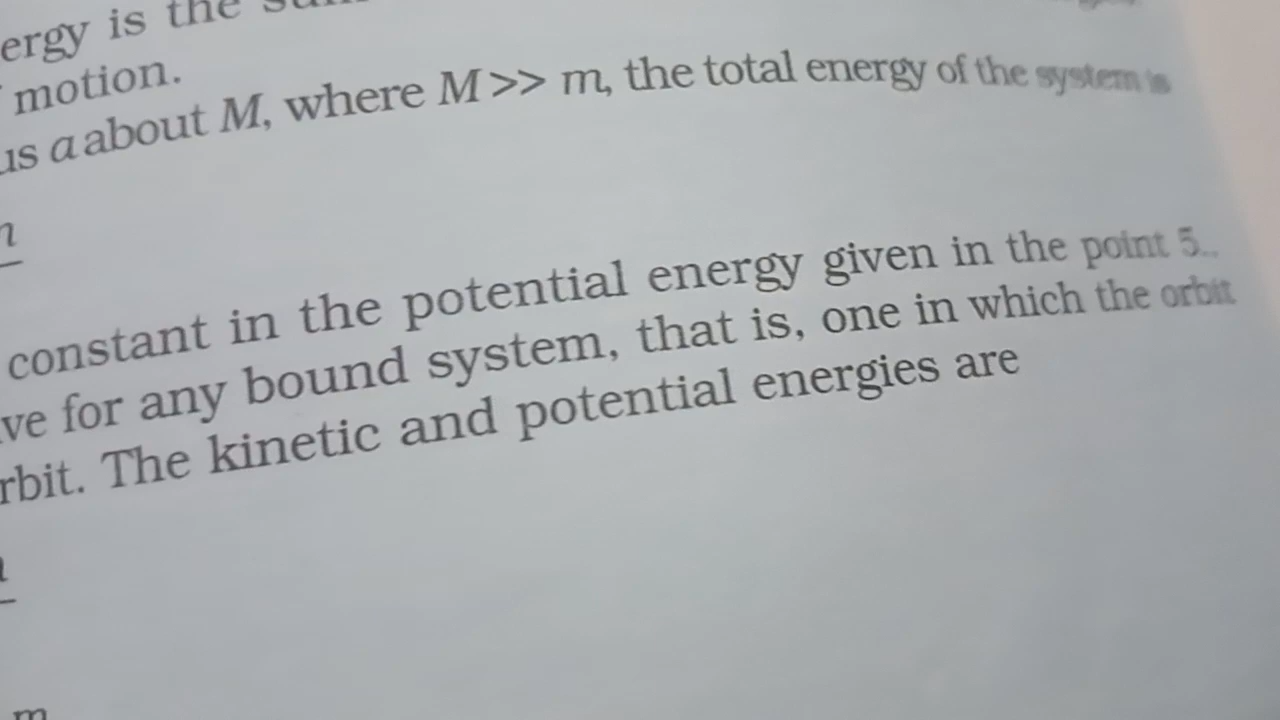 ergy is the
motion.
us a about M, where M >> m, the total energy of the system is
constant in the potential energy given in the point 5.
ve for any bound system, that is, one in which the orbit
rbit. The kinetic and potential energies are
m